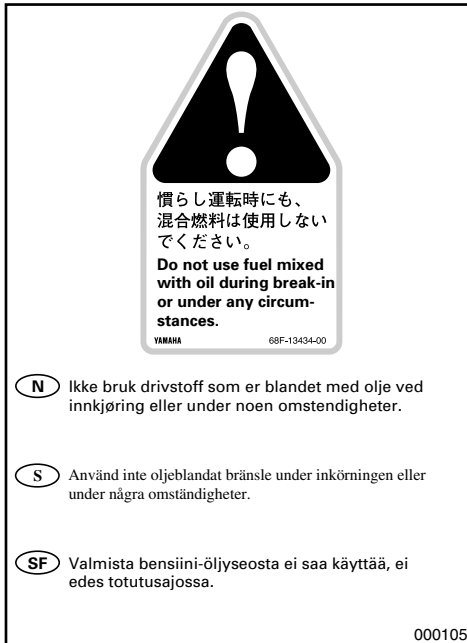 慣らし運転時にも、
混合燃料は使用しない
でください。
Do not use fuel mixed
with oil during break-in
or under any circum-
stances.
YAMAHA 68F-13434-00
N Ikke bruk drivstoff som er blandet med olje ved
innkjøring eller under noen omstendigheter.
S Använd inte oljeblandat bränsle under inkörningen eller
under några omständigheter.
SF Valmista bensiini-öljyseosta ei saa käyttää, ei
edes totutusajossa.
000105